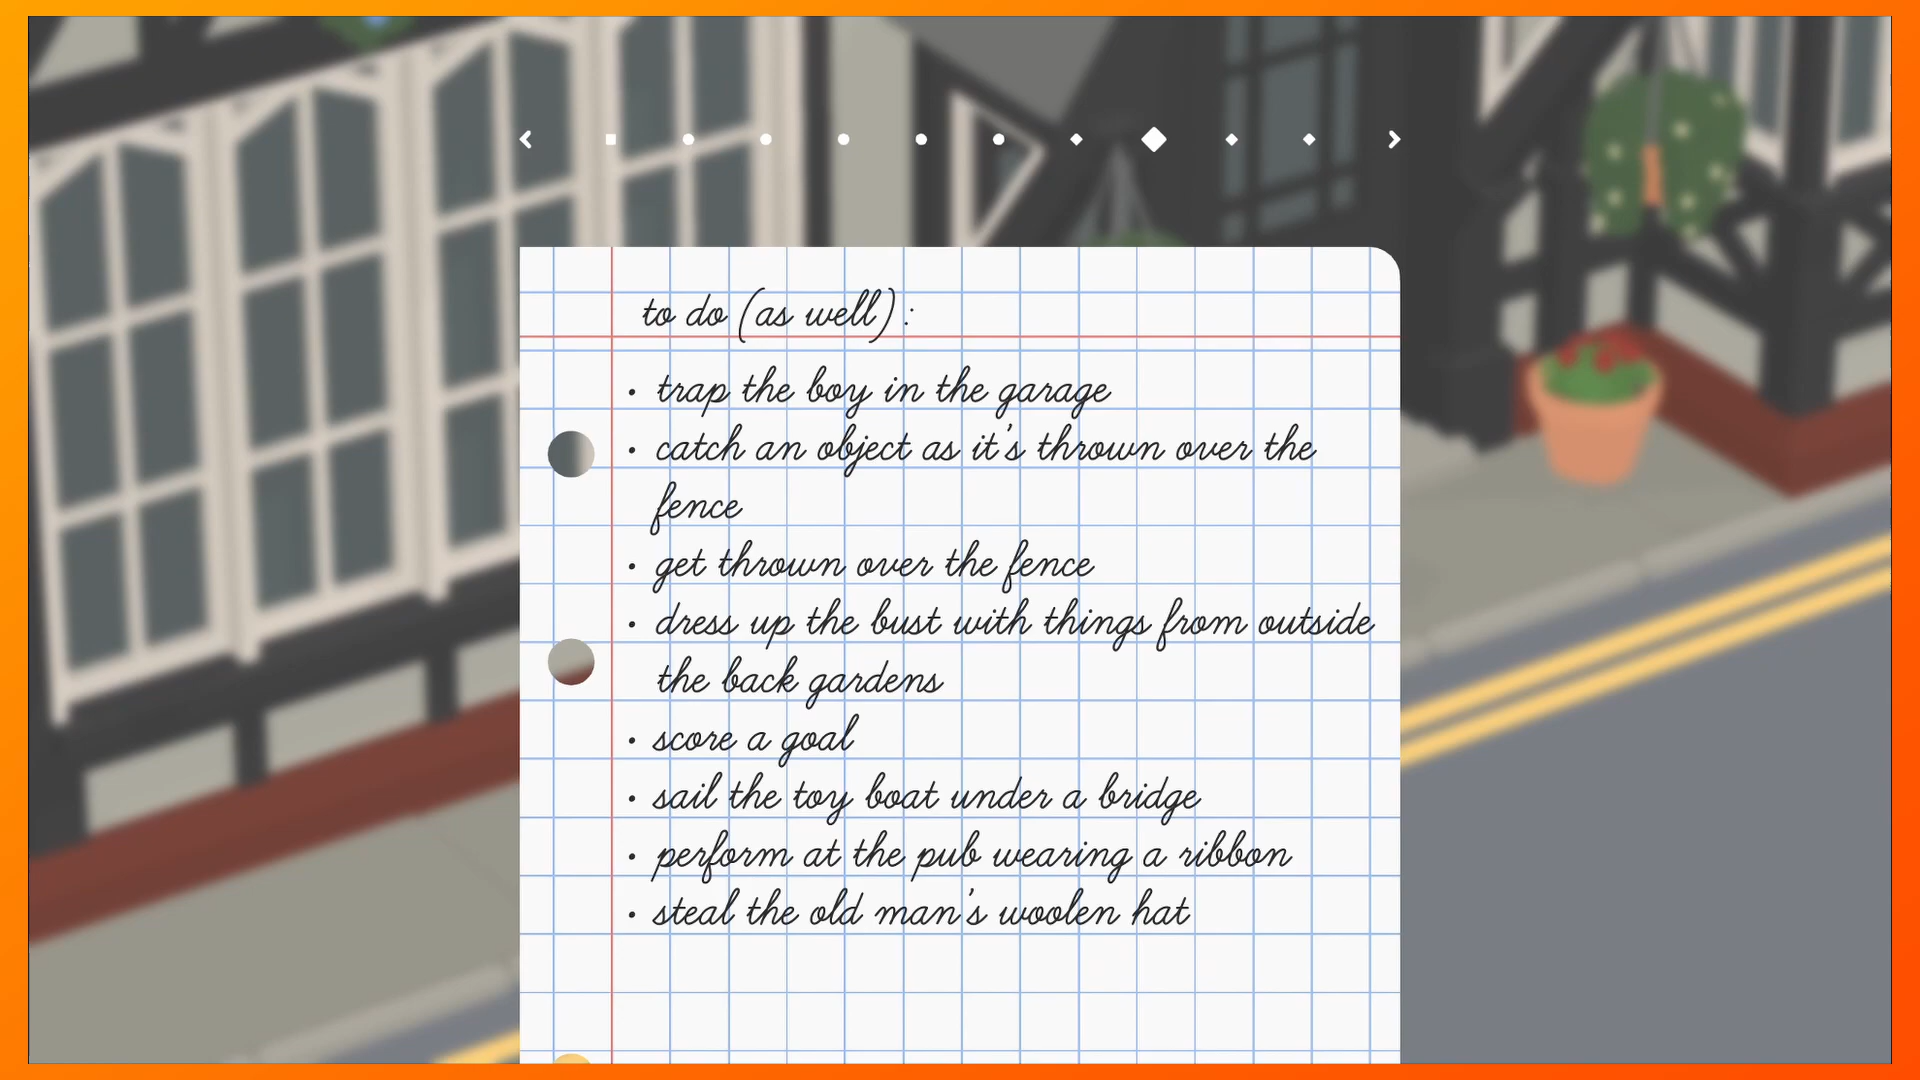 to do (as well) :
• trap the boy in the garage
• catch an object as it's thrown over the
fence
• get thrown over the fence
• dress up the bust with things from outside
the back gardens
• score a goal
• sail the toy boat under a bridge
• perform at the pub wearing a ribbon
• steal the old man's woolen hat